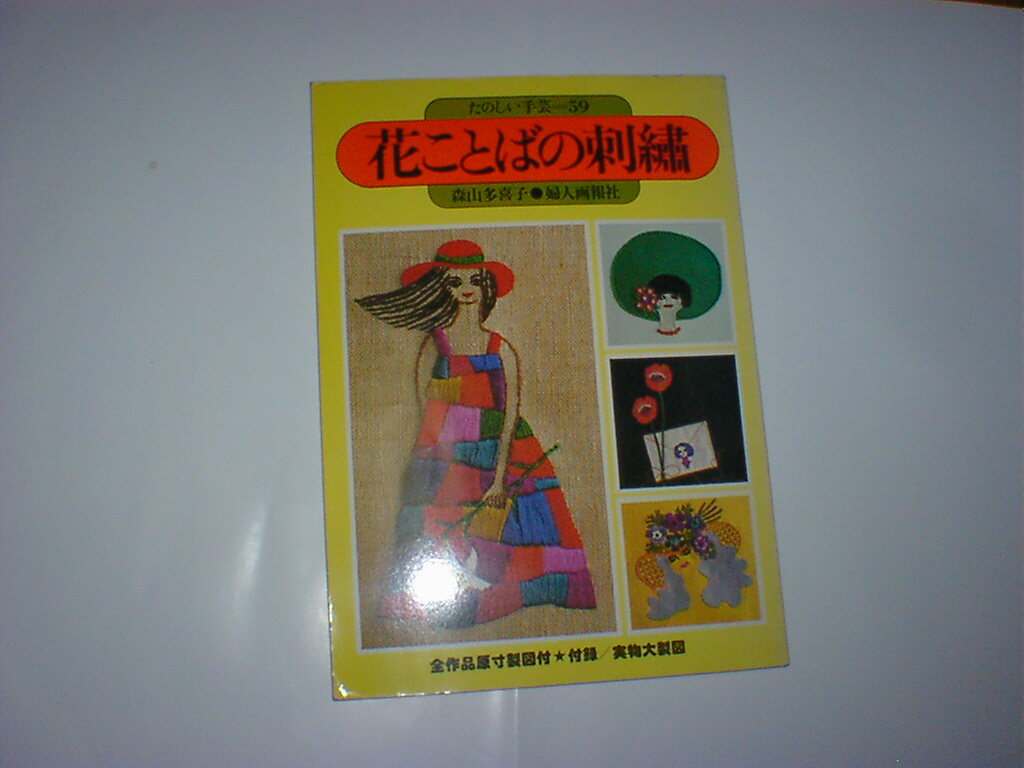 たのしい手芸—59
花ことばの刺繍
森山多喜子●婦人画報社
全作品原寸製図付★付録/実物大製図